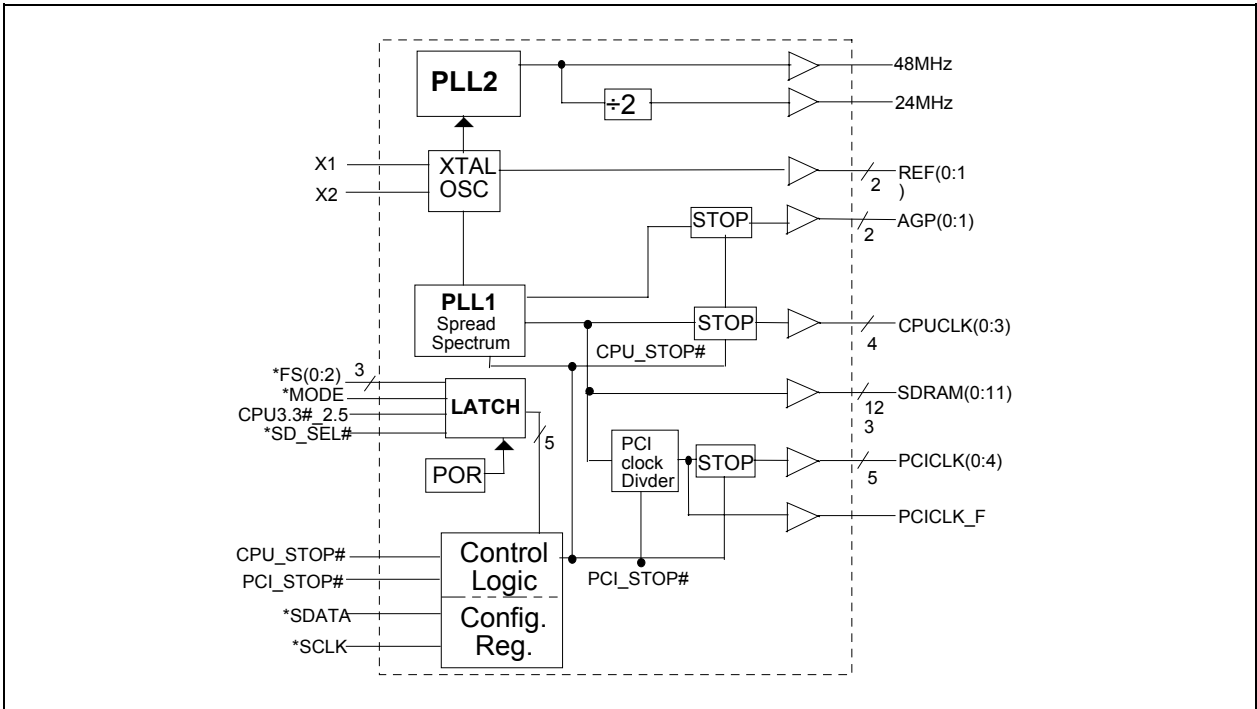 PLL2
48MHz
÷2
24MHz
X1
X2
XTAL
OSC
2
REF(0:1
)
STOP
2
AGP(0:1)
PLL1
Spread
Spectrum
STOP
4
CPUCLK(0:3)
CPU_STOP#
*FS(0:2)
3
*MODE
CPU3.3#_2.5
*SD_SEL#
LATCH
5
POR
12
3
SDRAM(0:11)
PCI
clock
Divder
STOP
5
PCICLK(0:4)
PCICLK_F
CPU_STOP#
PCI_STOP#
*SDATA
*SCLK
Control
Logic
Config.
Reg.
PCI_STOP#